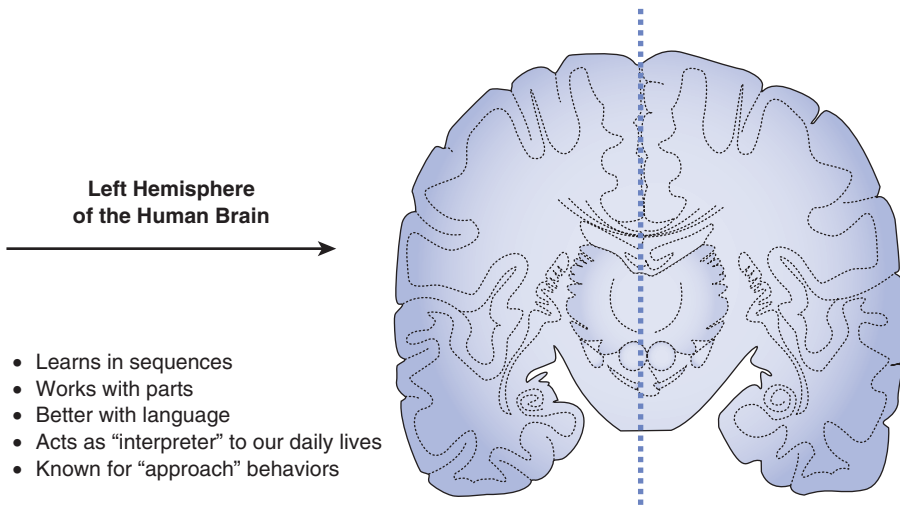 Left Hemisphere
of the Human Brain
• Learns in sequences
• Works with parts
• Better with language
• Acts as “interpreter” to our daily lives
• Known for “approach” behaviors